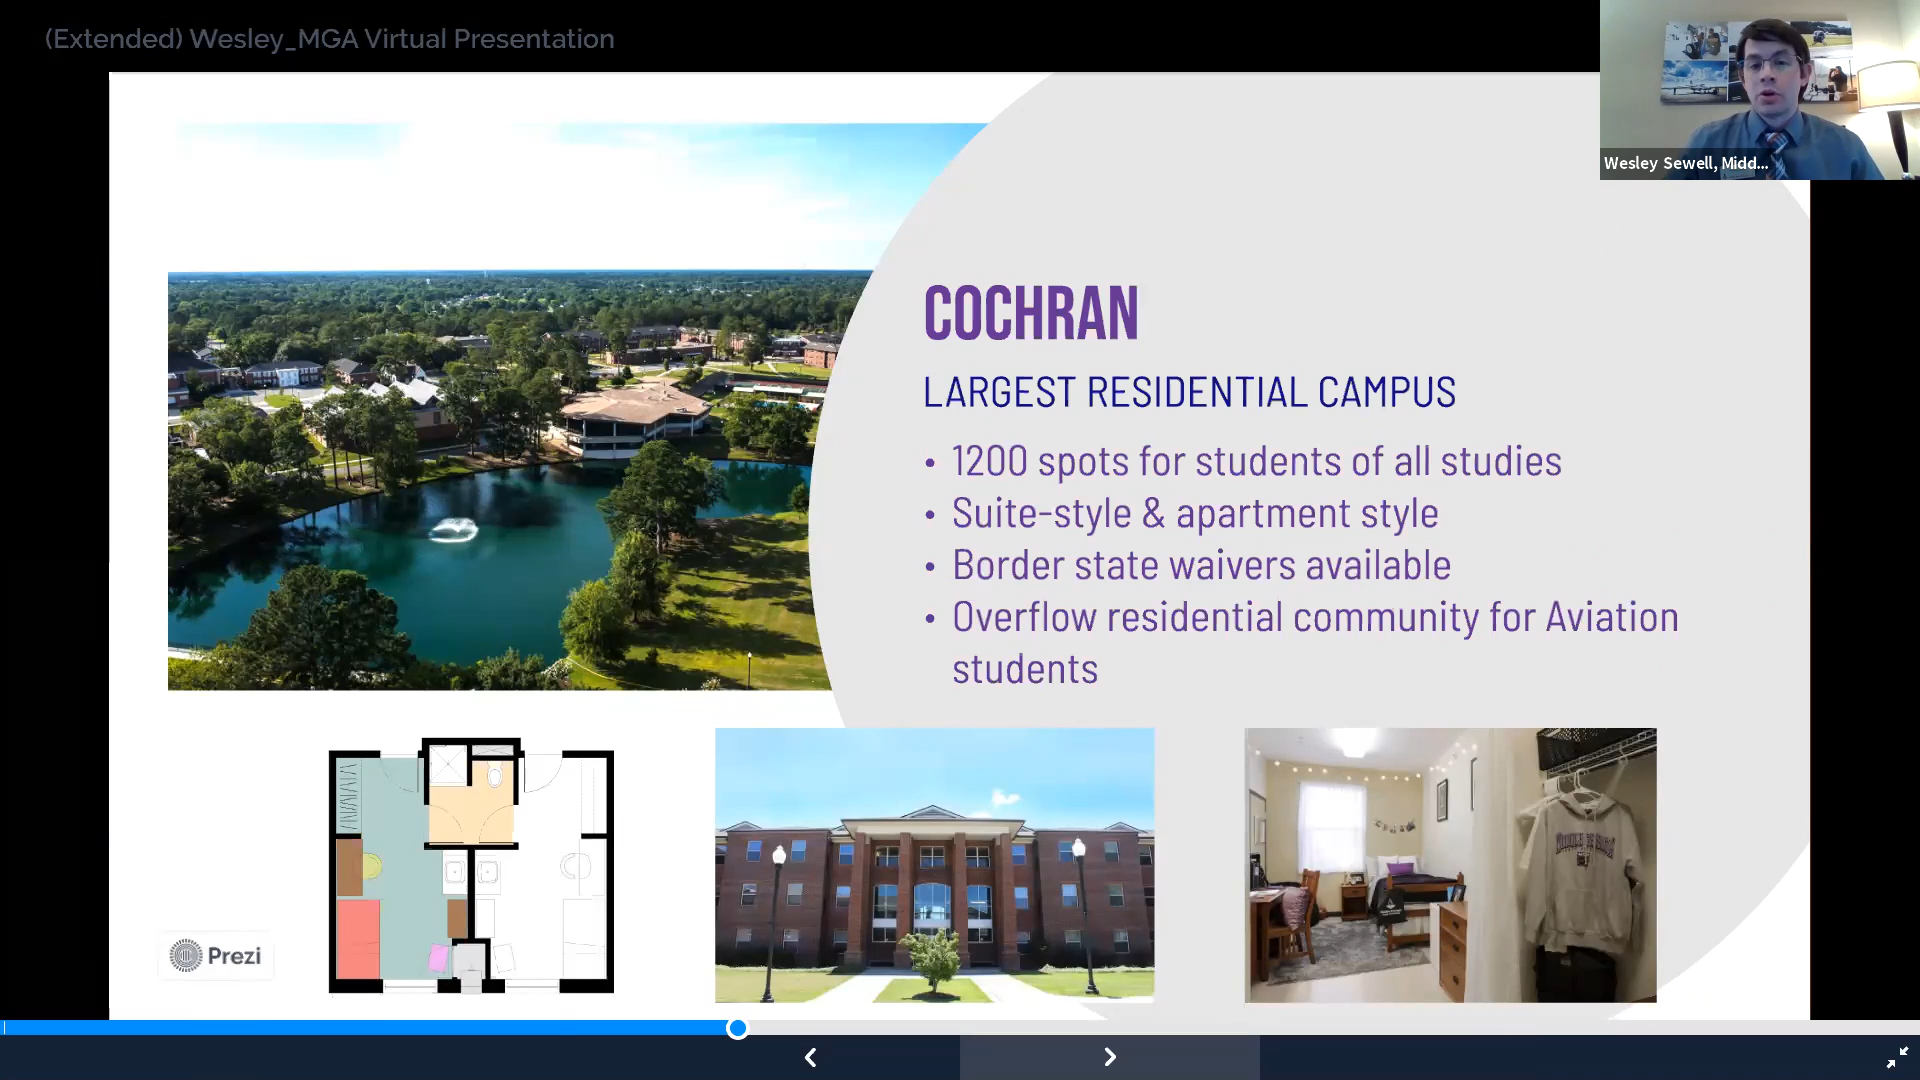 (Extended) Wesley_MGA Virtual Presentation
Wesley Sewell, Midd...
COCHRAN
LARGEST RESIDENTIAL CAMPUS
• 1200 spots for students of all studies
• Suite-style & apartment style
• Border state waivers available
• Overflow residential community for Aviation
students
Prezi